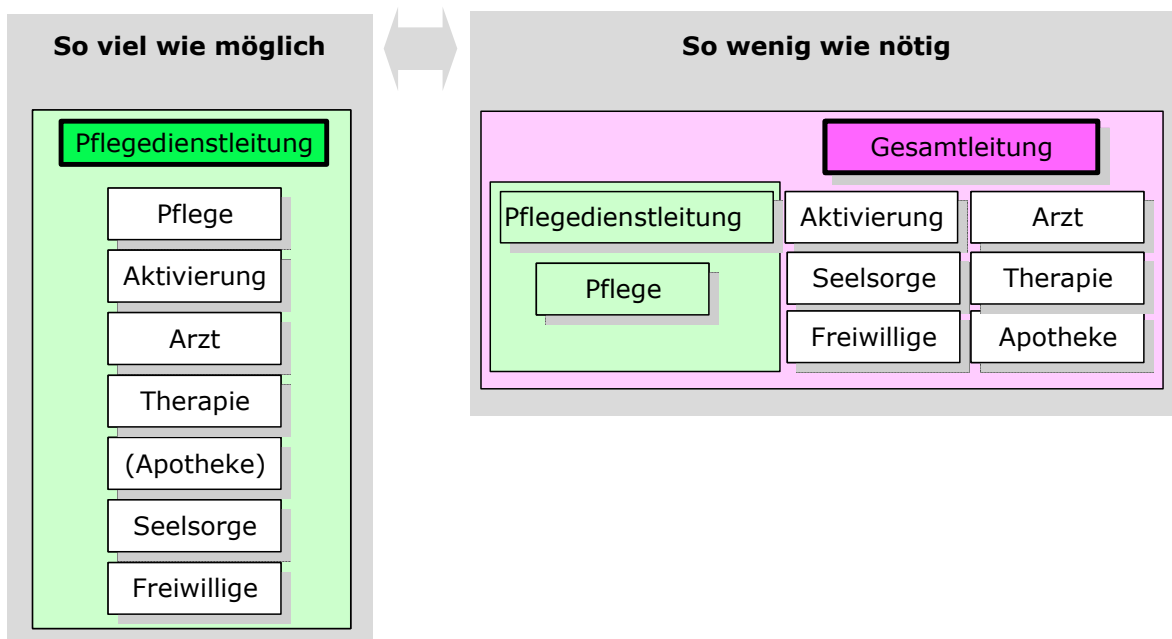 So viel wie möglich
Pflegedienstleitung
Pflege
Aktivierung
Arzt
Therapie
(Apotheke)
Seelsorge
Freiwillige
So wenig wie nötig
Gesamtleitung
Pflegedienstleitung
Pflege
Aktivierung
Arzt
Seelsorge
Therapie
Freiwillige
Apotheke